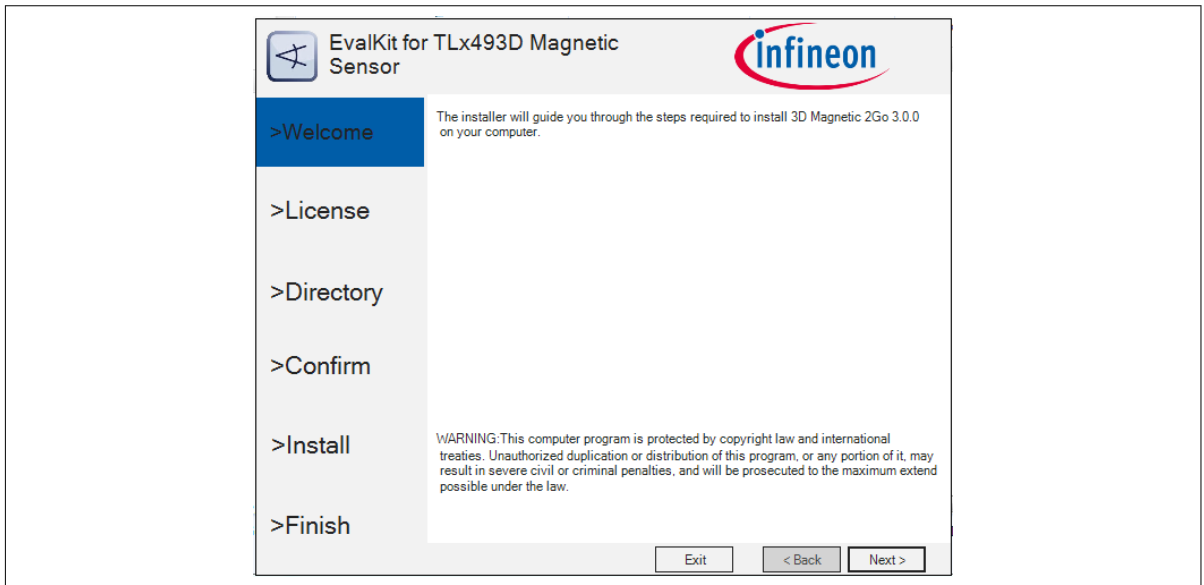 EvalKit for TLx493D Magnetic
Sensor
infineon
>Welcome
The installer will guide you through the steps required to install 3D Magnetic 2Go 3.0.0
on your computer.
>License
>Directory
>Confirm
>Install
WARNING:This computer program is protected by copyright law and international
treaties. Unauthorized duplication or distribution of this program, or any portion of it, may
result in severe civil or criminal penalties, and will be prosecuted to the maximum extend
possible under the law.
>Finish
Exit
< Back
Next >